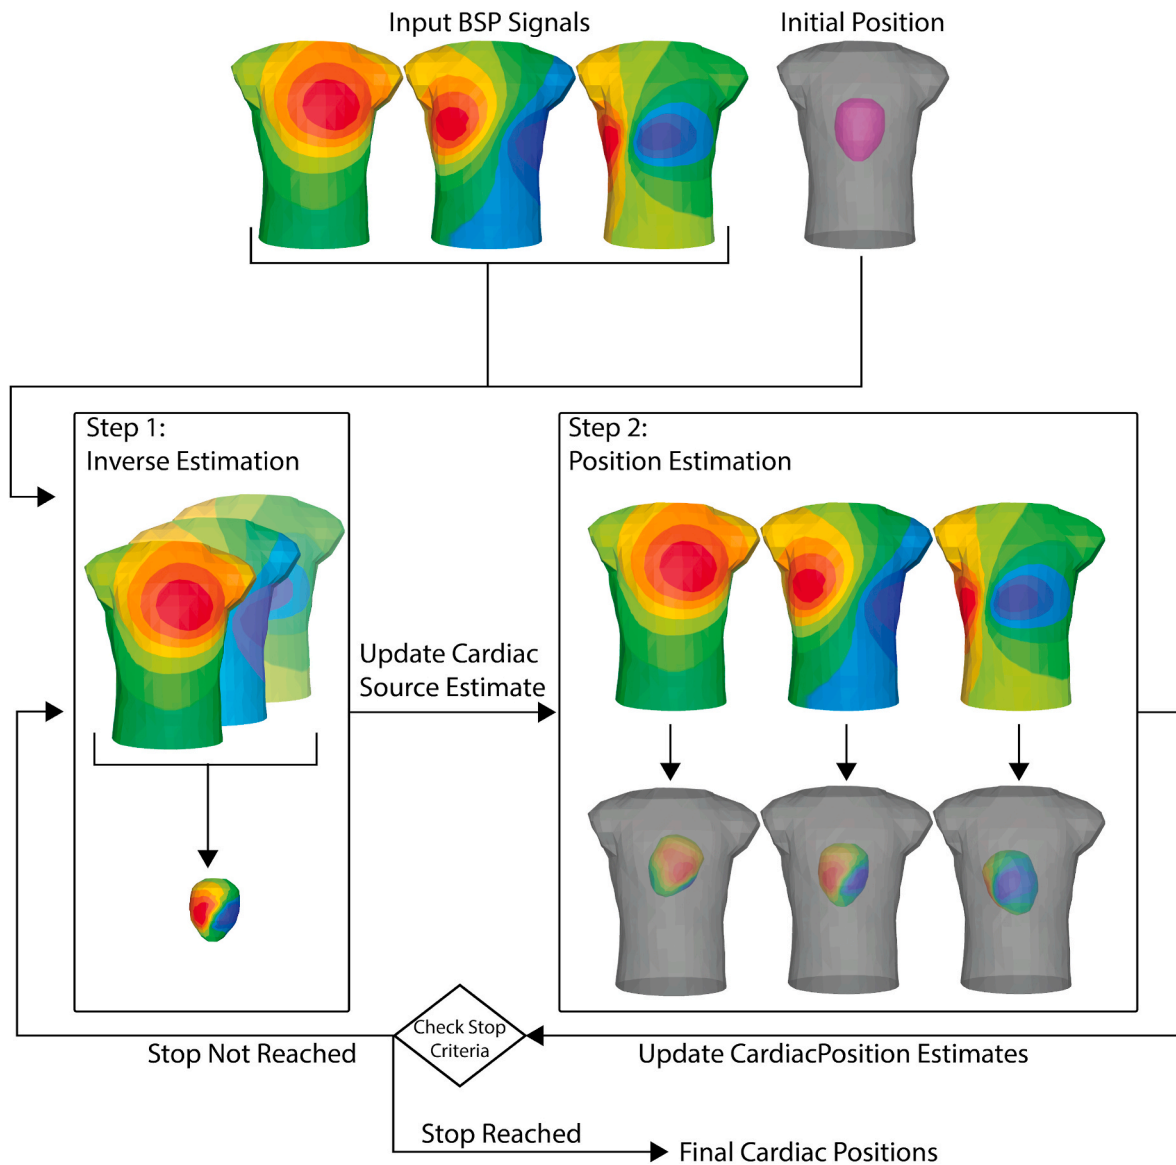 Input BSP Signals
Initial Position
Step 1:
Inverse Estimation
Step 2:
Position Estimation
Update Cardiac
Source Estimate
Check Stop
Criteria
Stop Not Reached
Update CardiacPosition Estimates
Stop Reached
Final Cardiac Positions